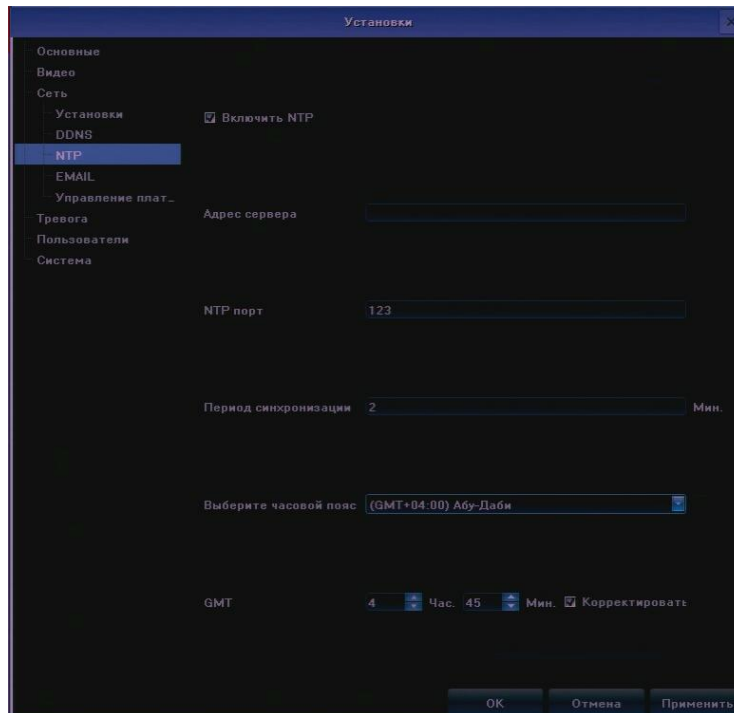 Установки
Основные
Видео
Сеть
Установки
DDNS
NTP
EMAIL
Управление плат_
Тревога
Пользователи
Система
Включить NTP
Адрес сервера
NTP порт 123
Период синхронизации 2 Мин.
Выберите часовой пояс (GMT+04:00) Абу-Даби
GMT 4 Час. 45 Мин. Корректировать
OK Отмена Применить